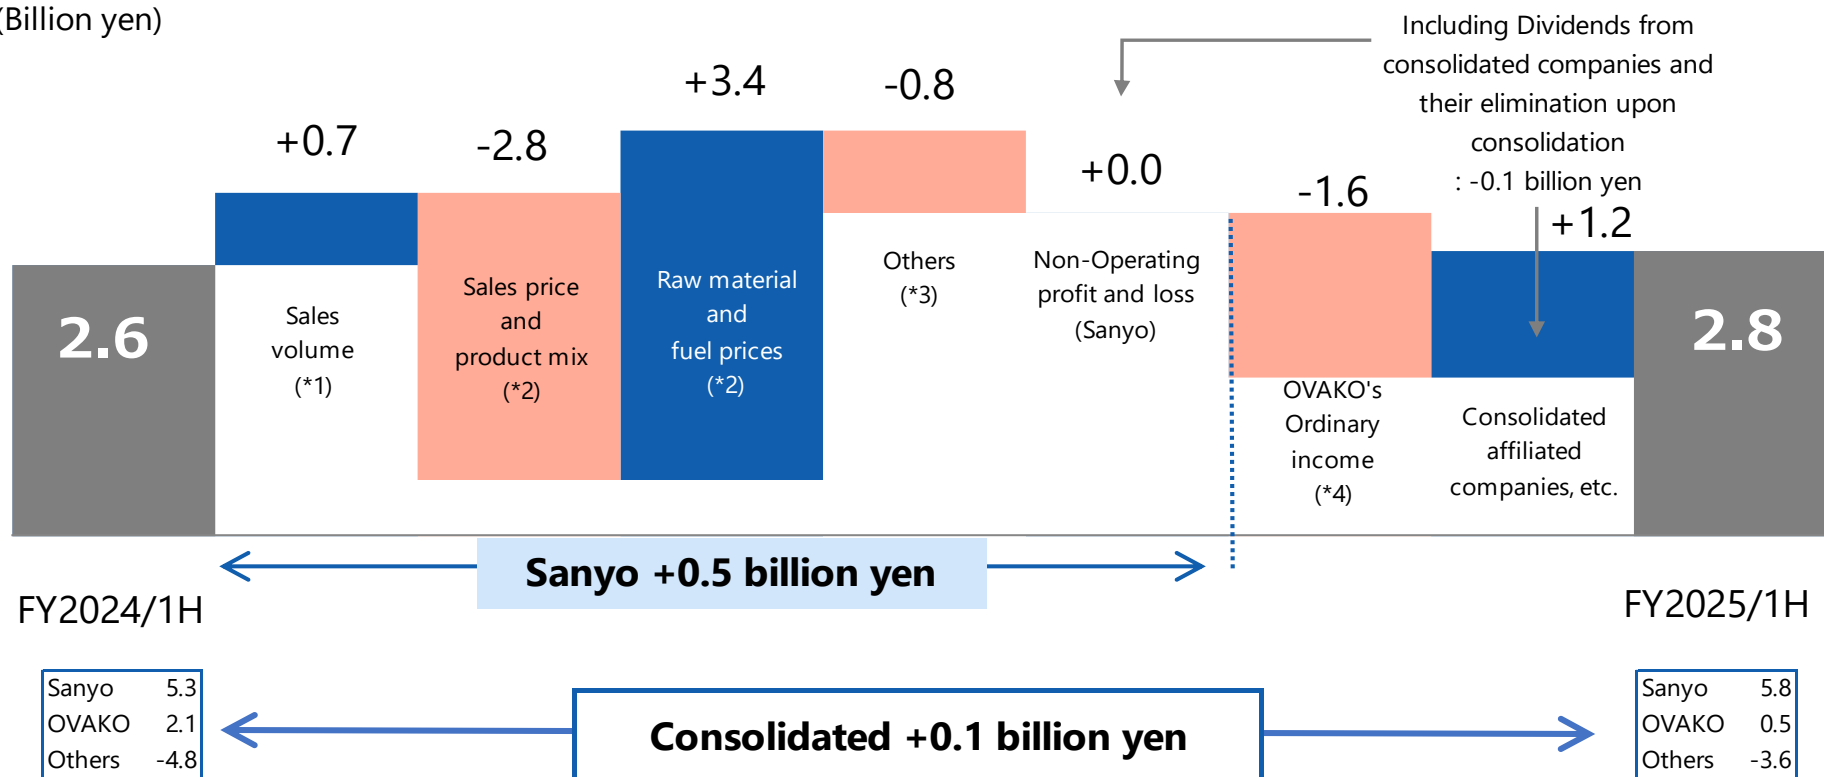 (Billion yen)
Including Dividends from
consolidated companies and
their elimination upon
consolidation
: -0.1 billion yen
+0.7
-2.8
+3.4
-0.8
+0.0
-1.6
+1.2
2.6
Sales
volume
(*1)
Sales price
and
product mix
(*2)
Raw material
and
fuel prices
(*2)
Others
(*3)
Non-Operating
profit and loss
(Sanyo)
OVAKO's
Ordinary
income
(*4)
Consolidated
affiliated
companies, etc.
2.8
Sanyo +0.5 billion yen
FY2024/1H
FY2025/1H
Sanyo 5.3
OVAKO 2.1
Others -4.8
Consolidated +0.1 billion yen
Sanyo 5.8
OVAKO 0.5
Others -3.6